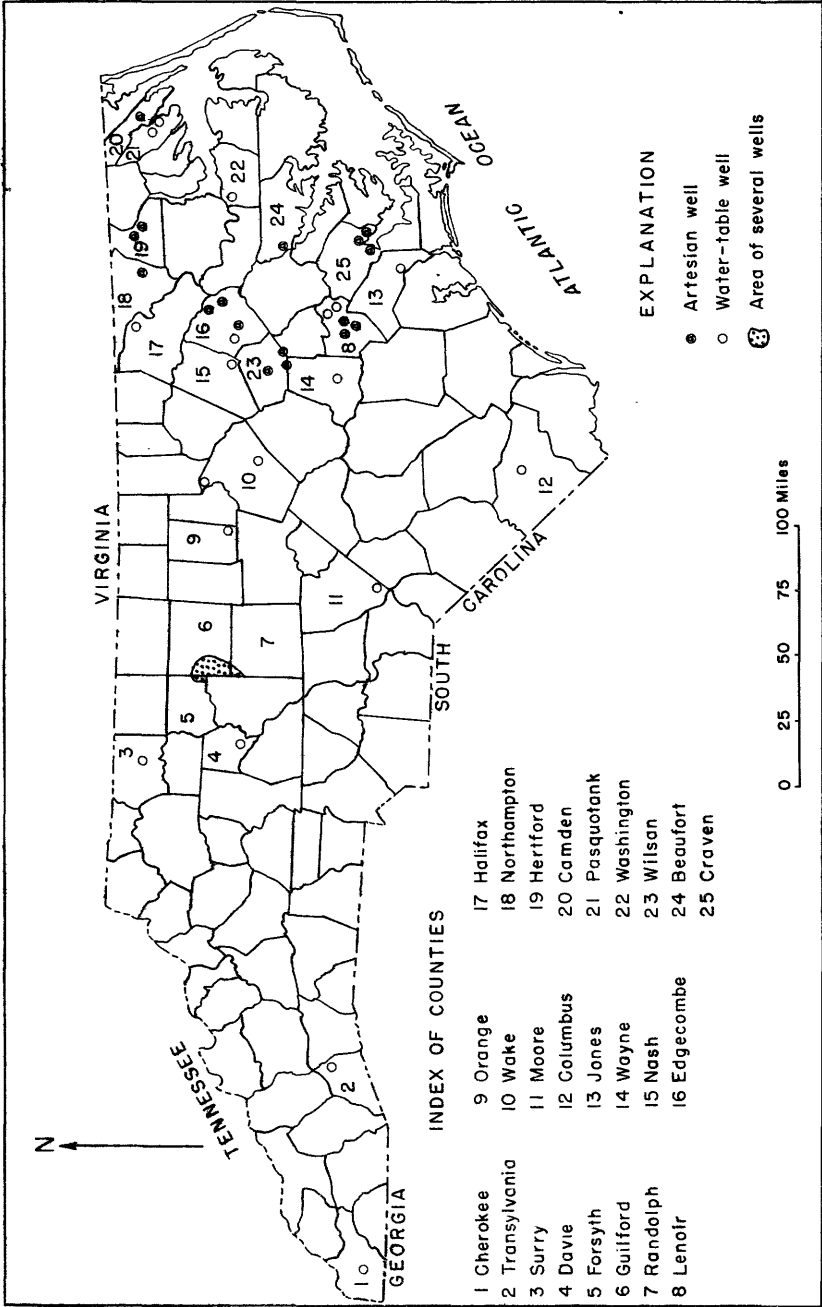 N
VIRGINIA
TENNESSEE
GEORGIA
SOUTH
CAROLINA
ATLANTIC
OCEAN
1
2
3
4
5
6
7
8
9
10
11
12
13
14
15
16
17
18
19
20
21
22
23
24
25
INDEX OF COUNTIES
1 Cherokee
2 Transylvania
3 Surry
4 Davie
5 Forsyth
6 Guilford
7 Randolph
8 Lenoir
9 Orange
10 Wake
11 Moore
12 Columbus
13 Jones
14 Wayne
15 Nash
16 Edgecombe
17 Halifax
18 Northampton
19 Hertford
20 Camden
21 Pasquotank
22 Washington
23 Wilson
24 Beaufort
25 Craven
0 25 50 75 100 Miles
EXPLANATION
Artesian well
Water-table well
Area of several wells